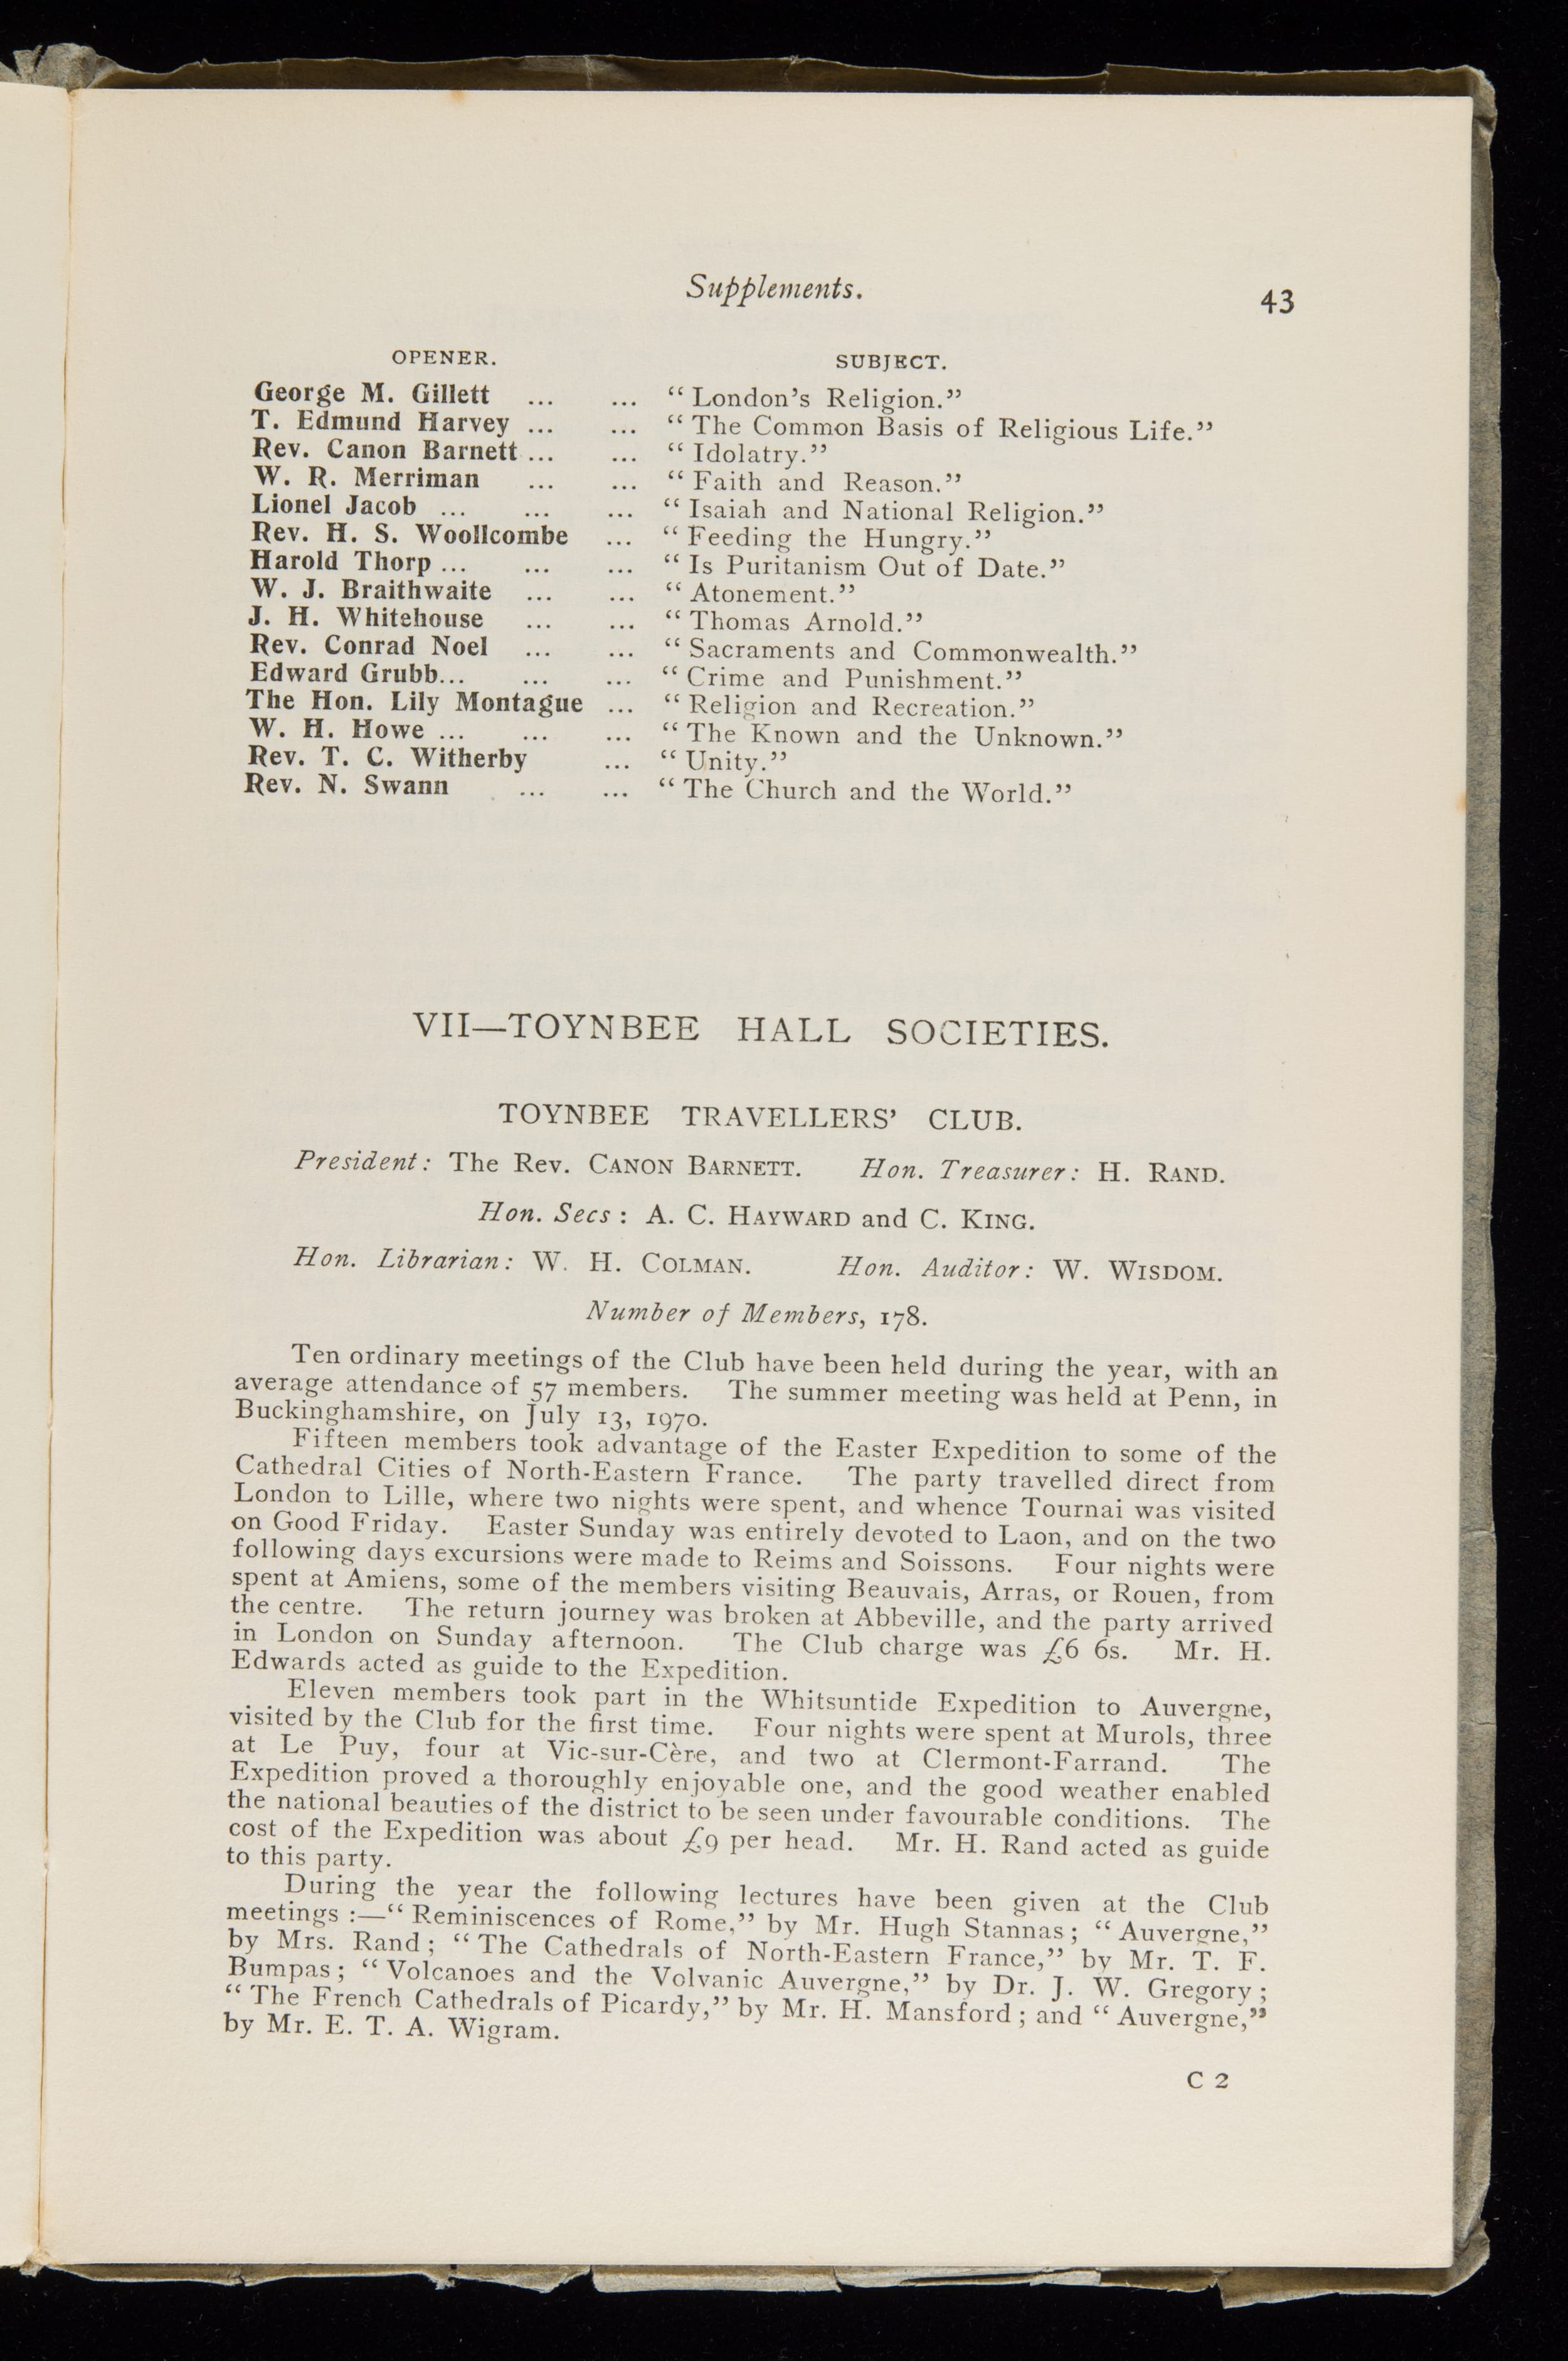 Supplements. 43
OPENER. SUBJECT.
George M. Gillett ... ... “ London’s Religion.”
T. Edmund Harvey ... ... “ The Common Basis of Religious Life.”
Rev. Canon Barnett ... ... “ Idolatry.”
W. R. Merriman ... ... “ Faith and Reason.”
Lionel Jacob ... ... ... “ Isaiah and National Religion.”
Rev. H. S. Woollcombe ... “ Feeding the Hungry.”
Harold Thorp ... ... ... “ Is Puritanism Out of Date.”
W. J. Braithwaite ... ... “ Atonement.”
J. H. Whitehouse ... ... “ Thomas Arnold.”
Rev. Conrad Noel ... ... “ Sacraments and Commonwealth.”
Edward Grubb... ... ... “ Crime and Punishment.”
The Hon. Lily Montague ... “ Religion and Recreation.”
W. H. Howe ... ... ... “ The Known and the Unknown.”
Rev. T. C. Witherby ... “ Unity.”
Rev. N. Swann ... ... “ The Church and the World.”
VII—TOYNBEE HALL SOCIETIES.
TOYNBEE TRAVELLERS’ CLUB.
President: The Rev. CANON BARNETT. Hon. Treasurer: H. RAND.
Hon. Secs : A. C. HAYWARD and C. KING.
Hon. Librarian: W. H. COLMAN. Hon. Auditor: W. WISDOM.
Number of Members, 178.
Ten ordinary meetings of the Club have been held during the year, with an
average attendance of 57 members. The summer meeting was held at Penn, in
Buckinghamshire, on July 13, 1970.
Fifteen members took advantage of the Easter Expedition to some of the
Cathedral Cities of North-Eastern France. The party travelled direct from
London to Lille, where two nights were spent, and whence Tournai was visited
on Good Friday. Easter Sunday was entirely devoted to Laon, and on the two
following days excursions were made to Reims and Soissons. Four nights were
spent at Amiens, some of the members visiting Beauvais, Arras, or Rouen, from
the centre. The return journey was broken at Abbeville, and the party arrived
in London on Sunday afternoon. The Club charge was £6 6s. Mr. H.
Edwards acted as guide to the Expedition.
Eleven members took part in the Whitsuntide Expedition to Auvergne,
visited by the Club for the first time. Four nights were spent at Murols, three
at Le Puy, four at Vic-sur-Cère, and two at Clermont-Farrand. The
Expedition proved a thoroughly enjoyable one, and the good weather enabled
the national beauties of the district to be seen under favourable conditions. The
cost of the Expedition was about £9 per head. Mr. H. Rand acted as guide
to this party.
During the year the following lectures have been given at the Club
meetings :—“ Reminiscences of Rome,” by Mr. Hugh Stannas ; “ Auvergne,”
by Mrs. Rand ; “ The Cathedrals of North-Eastern France,” by Mr. T. F.
Bumpas ; “ Volcanoes and the Volvanic Auvergne,” by Dr. J. W. Gregory ;
“ The French Cathedrals of Picardy,” by Mr. H. Mansford ; and “ Auvergne,”
by Mr. E. T. A. Wigram.
C 2